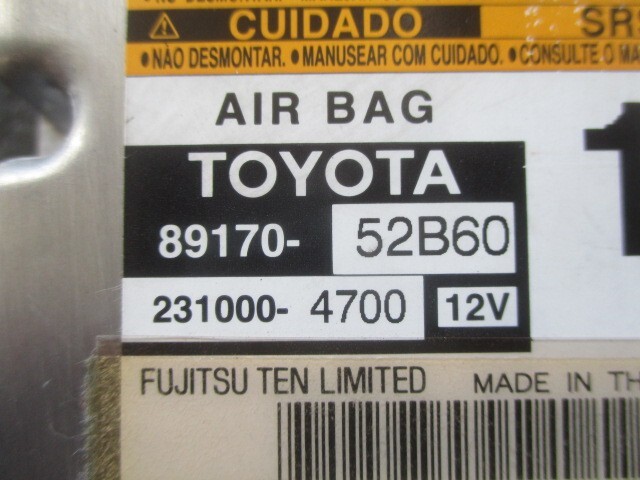 CUIDADO
SR
•NÃO DESMONTAR. •MANUSEAR COM CUIDADO. •CONSULTE O MA
AIR BAG
TOYOTA
89170- 52B60
231000- 4700 12V
FUJITSU TEN LIMITED MADE IN TH